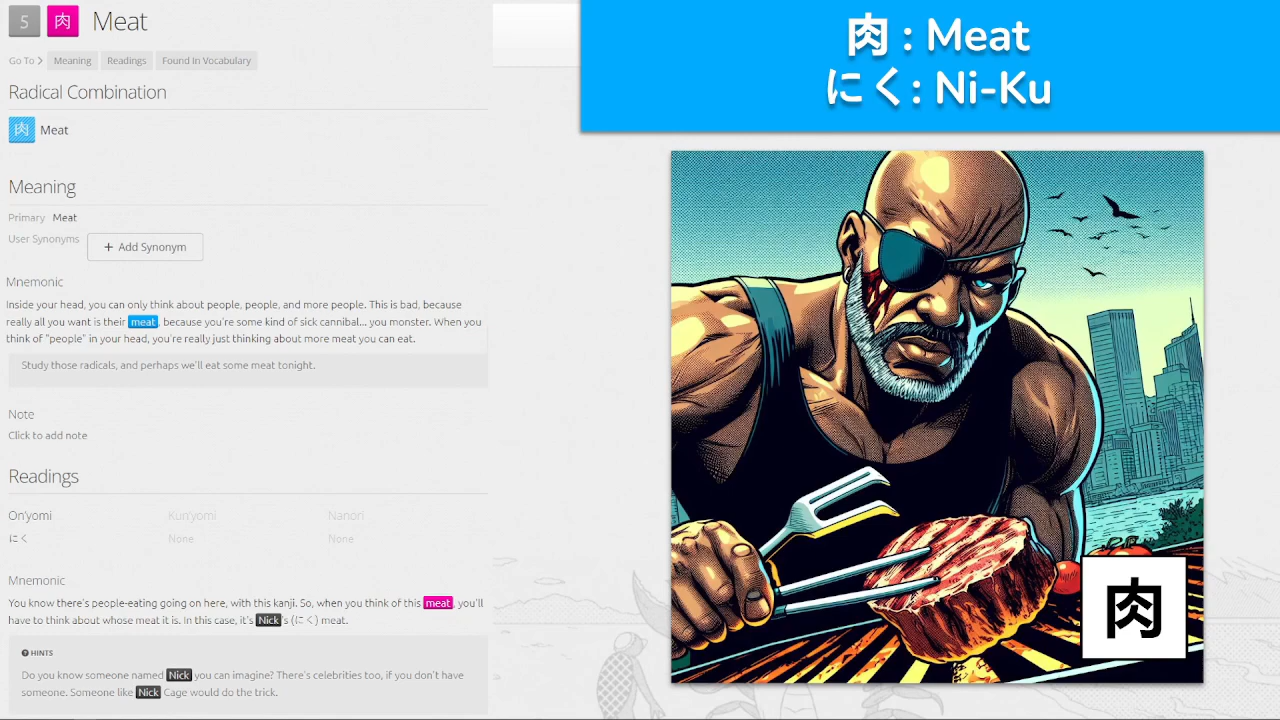 5 肉 Meat
Go To Meaning Readings Found In Vocabulary
Radical Combination
肉 Meat
Meaning
Primary Meat
User Synonyms + Add Synonym
Mnemonic
Inside your head, you can only think about people, people, and more people. This is bad, because
really all you want is their meat, because you're some kind of sick cannibal... you monster. When you
think of "people" in your head, you're really just thinking about more meat you can eat.
Study those radicals, and perhaps we'll eat some meat tonight.
Note
Click to add note
Readings
On'yomi Kun'yomi Nanori
にく None None
Mnemonic
You know there's people-eating going on here, with this kanji. So, when you think of this meat, you'll
have to think about whose meat it is. In this case, it's Nick's (にく) meat.
HINTS
Do you know someone named Nick you can imagine? There's celebrities too, if you don't have
someone. Someone like Nick Cage would do the trick.
肉 : Meat
にく: Ni-Ku
肉